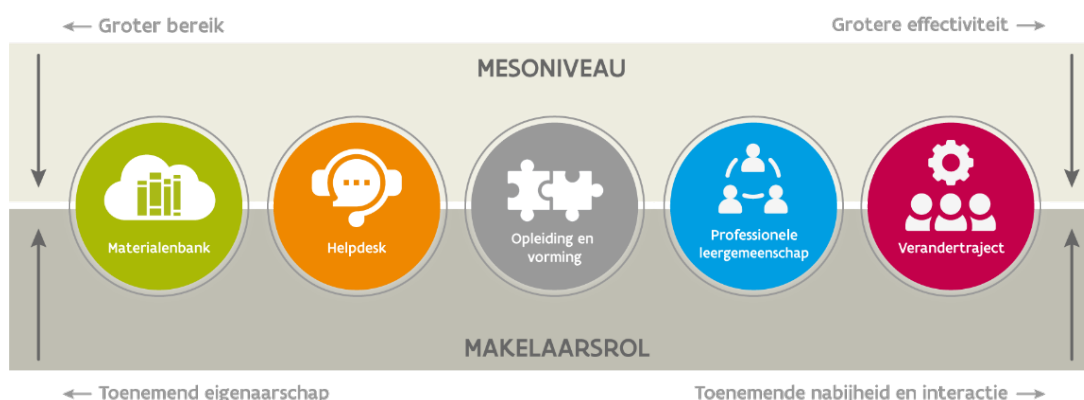 ← Groter bereik
Grotere effectiviteit →
MESONIVEAU
Materialenbank
Helpdesk
Opleiding en
vorming
Professionele
leergemeenschap
Verandertraject
MAKELAARSROL
← Toenemend eigenaarschap
Toenemende nabijheid en interactie →